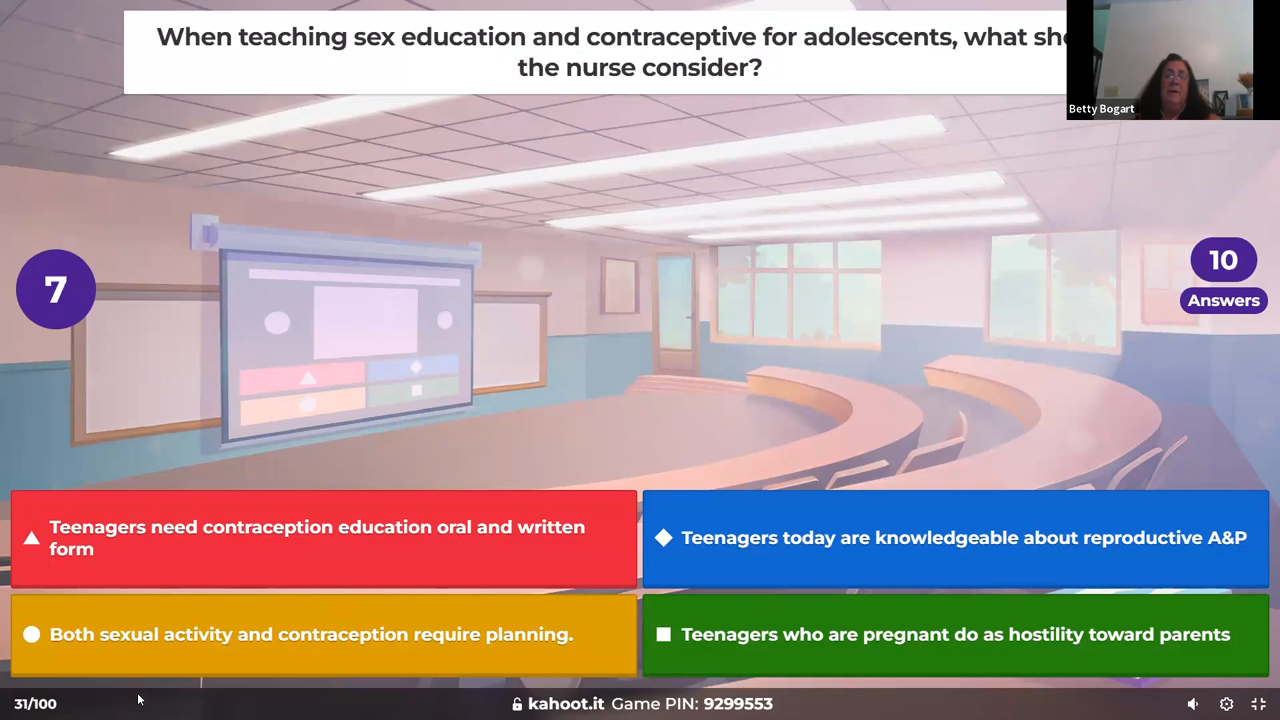 When teaching sex education and contraceptive for adolescents, what
the nurse consider?
Betty Bogart
7
10
Answers
Teenagers need contraception education oral and written
form
Teenagers today are knowledgeable about reproductive A&P
Both sexual activity and contraception require planning.
Teenagers who are pregnant do as hostility toward parents
31/100
kahoot.it Game PIN: 9299553